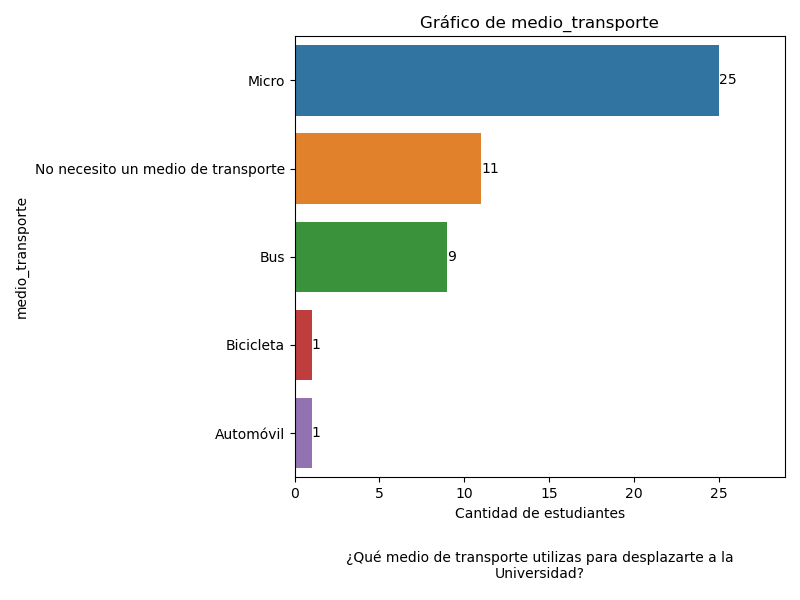 Gráfico de medio_transporte
medio_transporte
Micro
25
No necesito un medio de transporte
11
Bus
9
Bicicleta
1
Automóvil
1
0 5 10 15 20 25
Cantidad de estudiantes
¿Qué medio de transporte utilizas para desplazarte a la
Universidad?